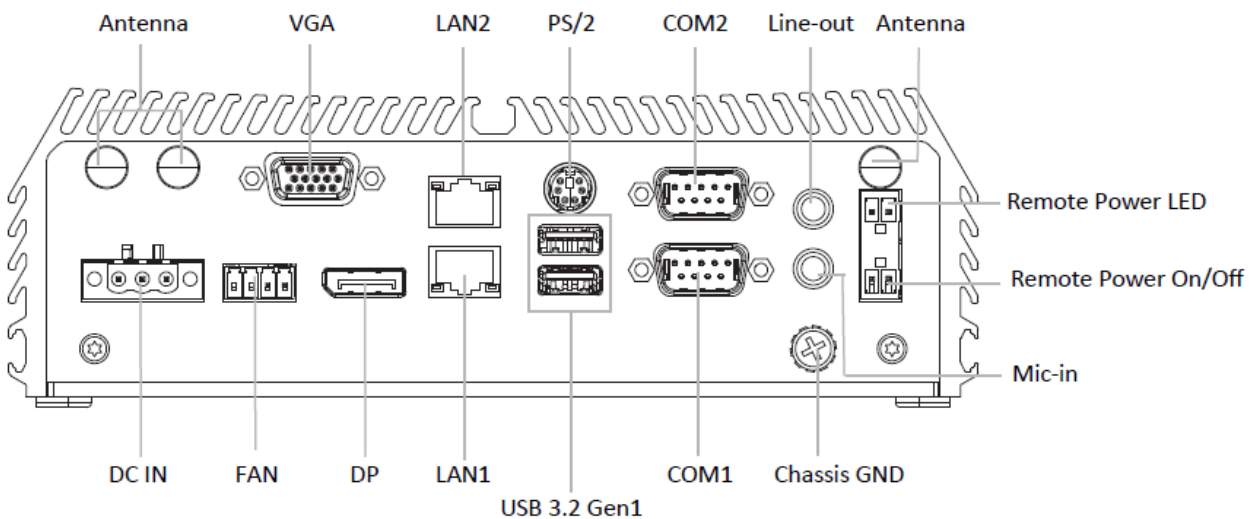 Antenna VGA LAN2 PS/2 COM2 Line-out Antenna
Remote Power LED
Remote Power On/Off
Mic-in
DC IN FAN DP LAN1 COM1 Chassis GND
USB 3.2 Gen1